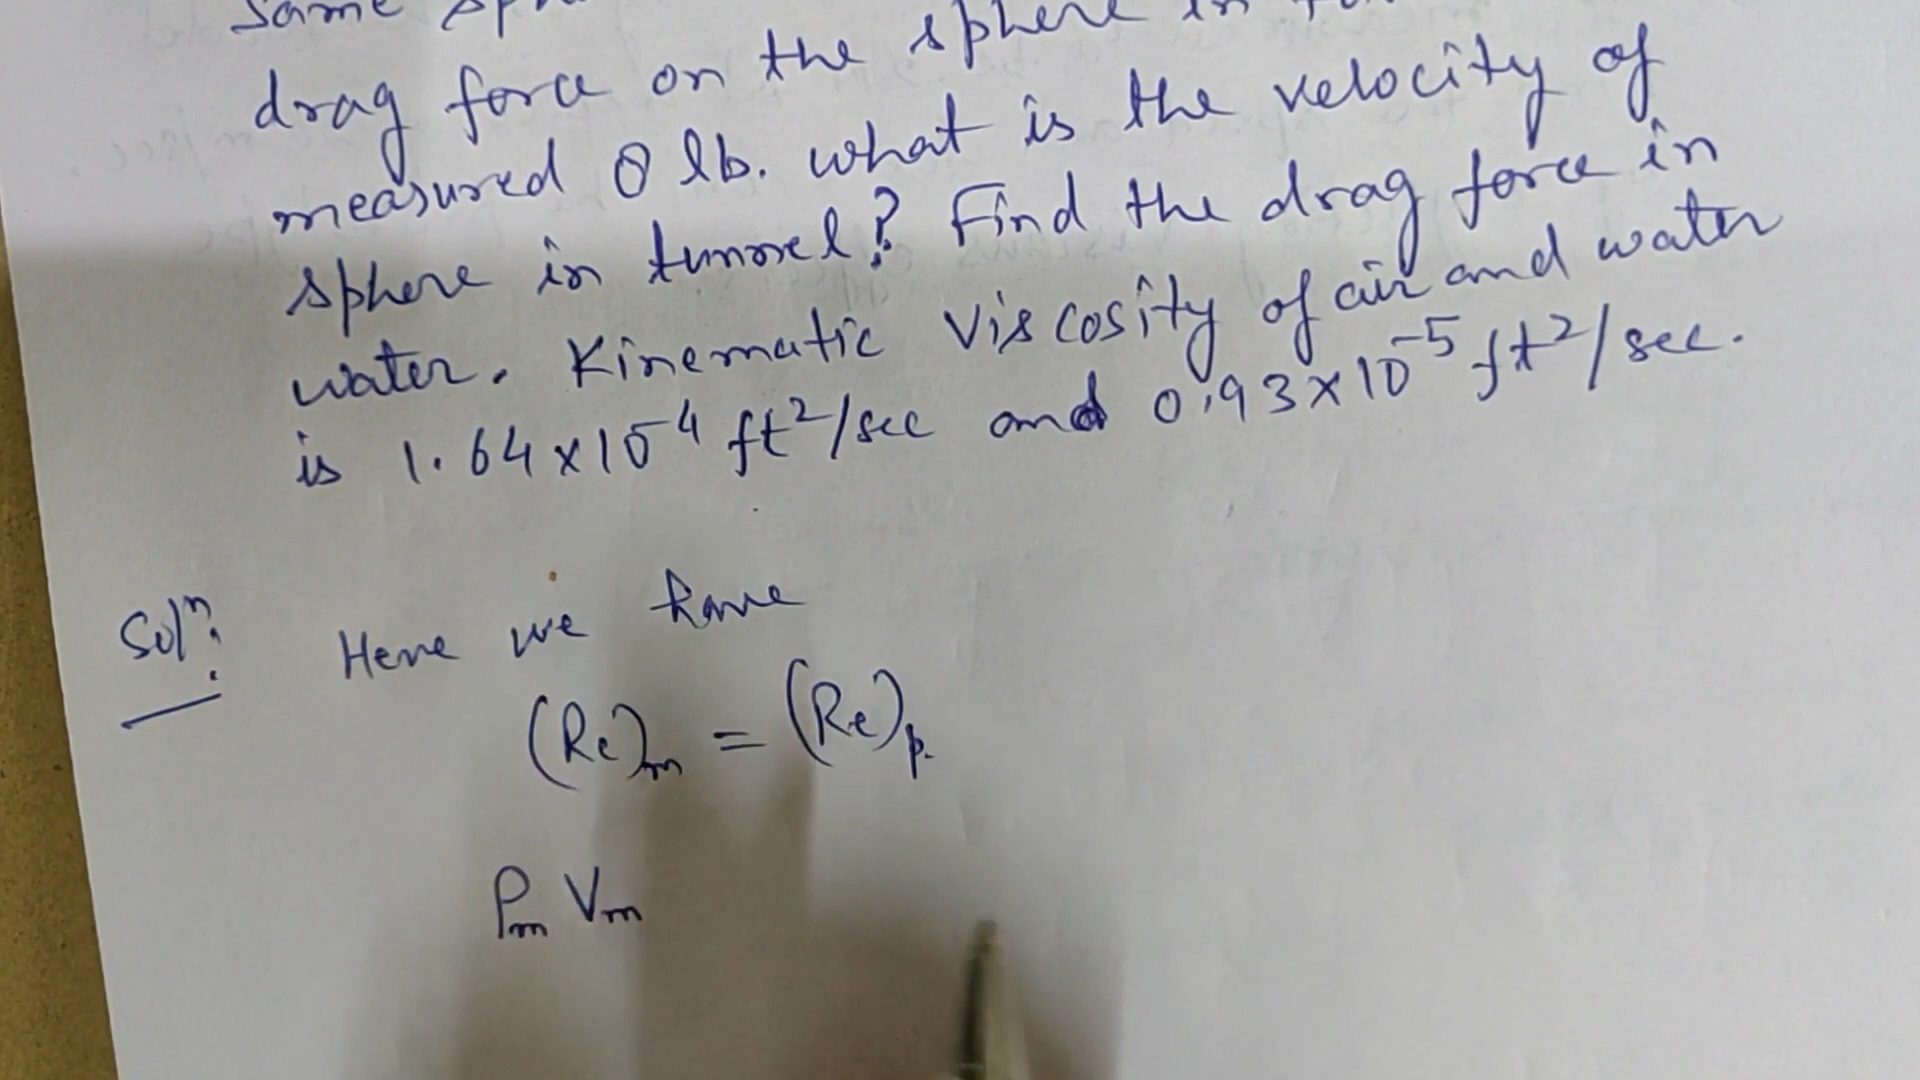 same
drag force on the sphere in
measured θ lb. what is the velocity of
sphere in tunnel? Find the drag force in
water. Kinematic Viscosity of air and water
is 1.64 x 10⁻⁴ ft²/sec and 0.93 x 10⁻⁵ ft²/sec.
Solⁿ: Here we have
(Re)ₘ = (Re)ₚ.
ρₘ Vₘ